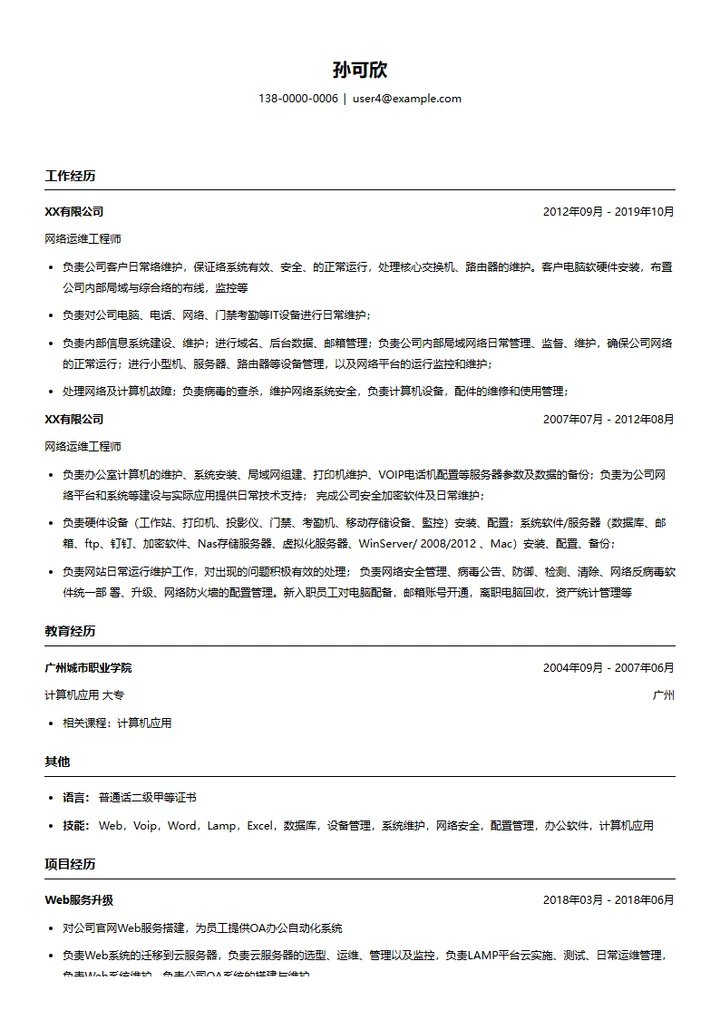 孙可欣
138-0000-0006 | user4@example.com
工作经历
XX有限公司 2012年09月 - 2019年10月
网络运维工程师
• 负责公司客户日常络维护，保证络系统有效、安全、的正常运行，处理核心交换机、路由器的维护。客户电脑软硬件安装，布置
公司内部局域与综合络的布线，监控等
• 负责对公司电脑、电话、网络、门禁考勘等IT设备进行日常维护；
• 负责内部信息系统建设、维护；进行域名、后台数据、邮箱管理；负责公司内部局域网络日常管理、监督、维护，确保公司网络
的正常运行；进行小型机、服务器、路由器等设备管理，以及网络平台的运行监控和维护；
• 处理网络及计算机故障；负责病毒的查杀，维护网络系统安全，负责计算机设备，配件的维修和使用管理；
XX有限公司 2007年07月 - 2012年08月
网络运维工程师
• 负责办公室计算机的维护、系统安装、局域网组建、打印机维护、VOIP电话机配置等服务器参数及数据的备份；负责为公司网
络平台和系统等建设与实际应用提供日常技术支持； 完成公司安全加密软件及日常维护；
• 负责硬件设备（工作站、打印机、投影仪、门禁、考勘机、移动存储设备、監控）安装、配置；系统软件/服务器（数据库、邮
箱、ftp、钉钉、加密软件、Nas存储服务器、虚拟化服务器、WinServer/ 2008/2012 、Mac）安装、配置、备份；
• 负责网站日常运行维护工作，对出现的问题积极有效的处理； 负责网络安全管理、病毒公告、防御、检测、清除、网络反病毒软
件统一部 署、升级、网络防火墙的配置管理。新入职员工对电脑配备，邮箱账号开通，离职电脑回收，资产统计管理等
教育经历
广州城市职业学院 2004年09月 - 2007年06月
计算机应用 大专 广州
• 相关课程：计算机应用
其他
• 语言： 普通话二级甲等证书
• 技能： Web，Voip，Word，Lamp，Excel，数据库，设备管理，系统维护，网络安全，配置管理，办公软件，计算机应用
项目经历
Web服务升级 2018年03月 - 2018年06月
• 对公司官网Web服务搭建，为员工提供OA办公自动化系统
• 负责Web系统的迁移到云服务器，负责云服务器的选型、运维、管理以及监控，负责LAMP平台云实施、测试、日常运维管理，
负责Web系统维护，负责公司OA系统的搭建与维护